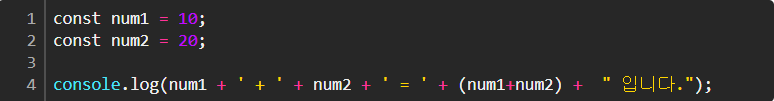 1 const num1 = 10;
2 const num2 = 20;
3
4 console.log(num1 + ' + ' + num2 + ' = ' + (num1+num2) +  " 입니다.");